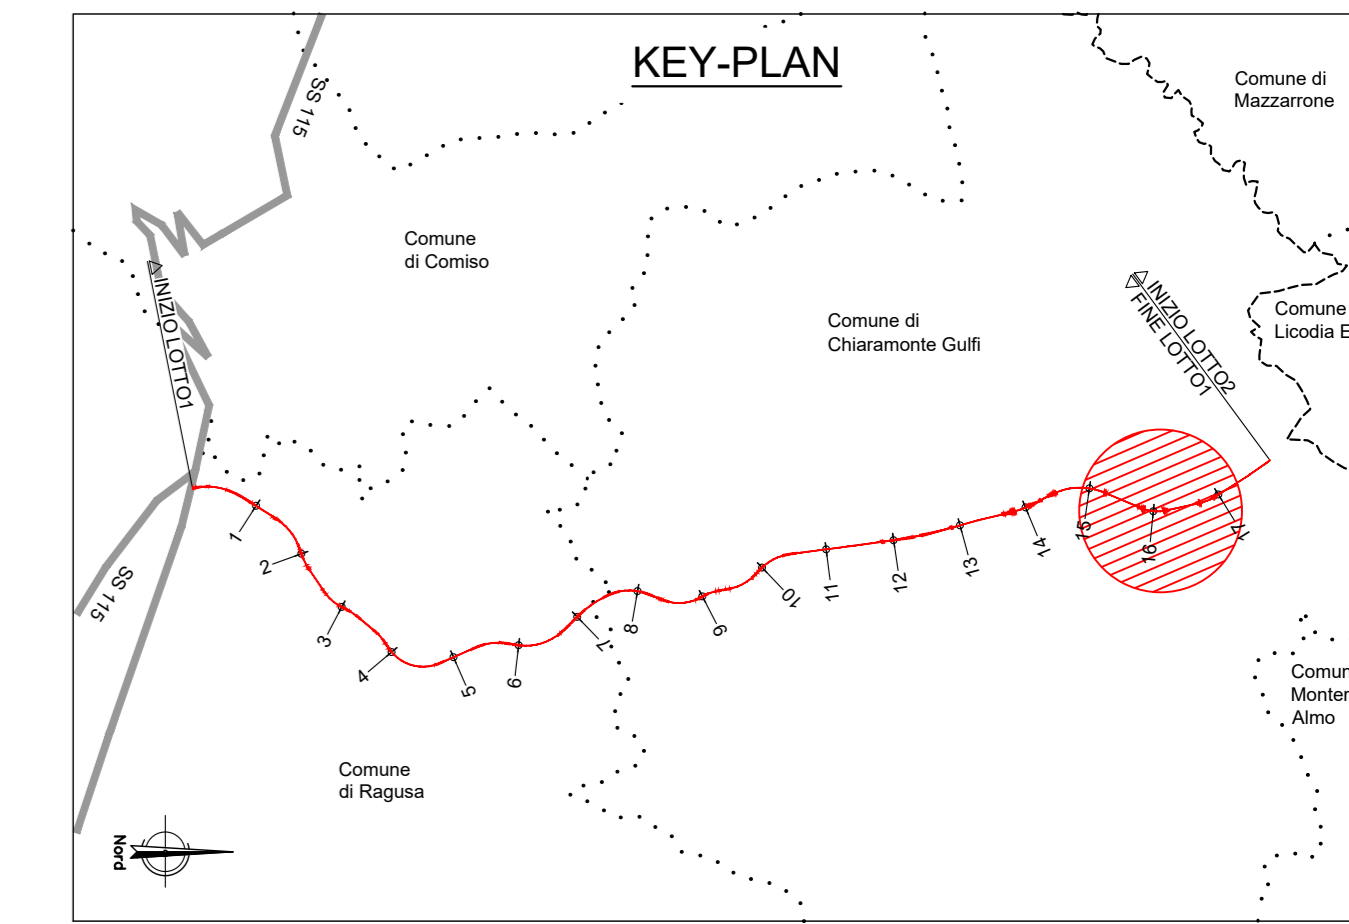 KEY-PLAN
Comune di
Mazzarrone
SS 115
Comune
di Comiso
INIZIO LOTTO1
Comune di
Chiaramonte Gulfi
INIZIO LOTTO2
FINE LOTTO1
Comune
Licodia E
1
2
3
4
5
6
7
8
9
10
11
12
13
14
15
16
17
SS 115
Comun
Monter
Almo
Comune
di Ragusa
Nord